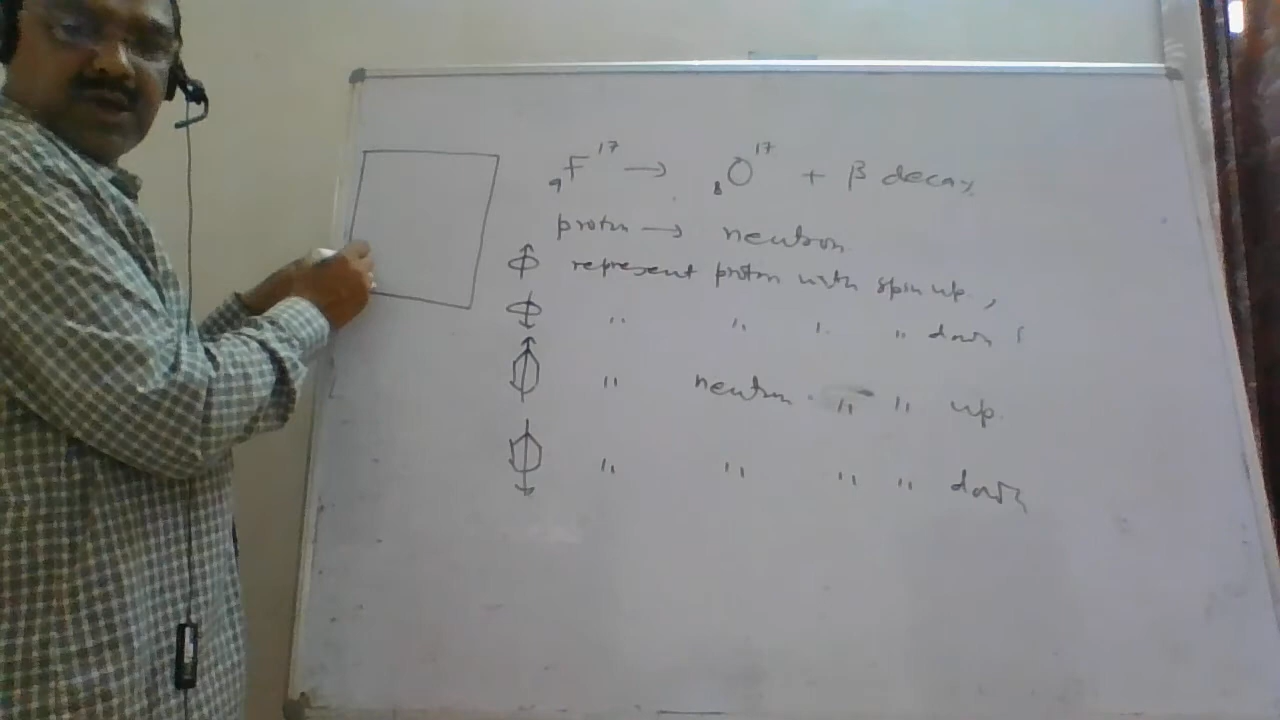 ₉F¹⁷ → ₈O¹⁷ + β decay
proton → neutron
represent proton with spin up,
" " " " down
" neutron " " up.
" " " " down